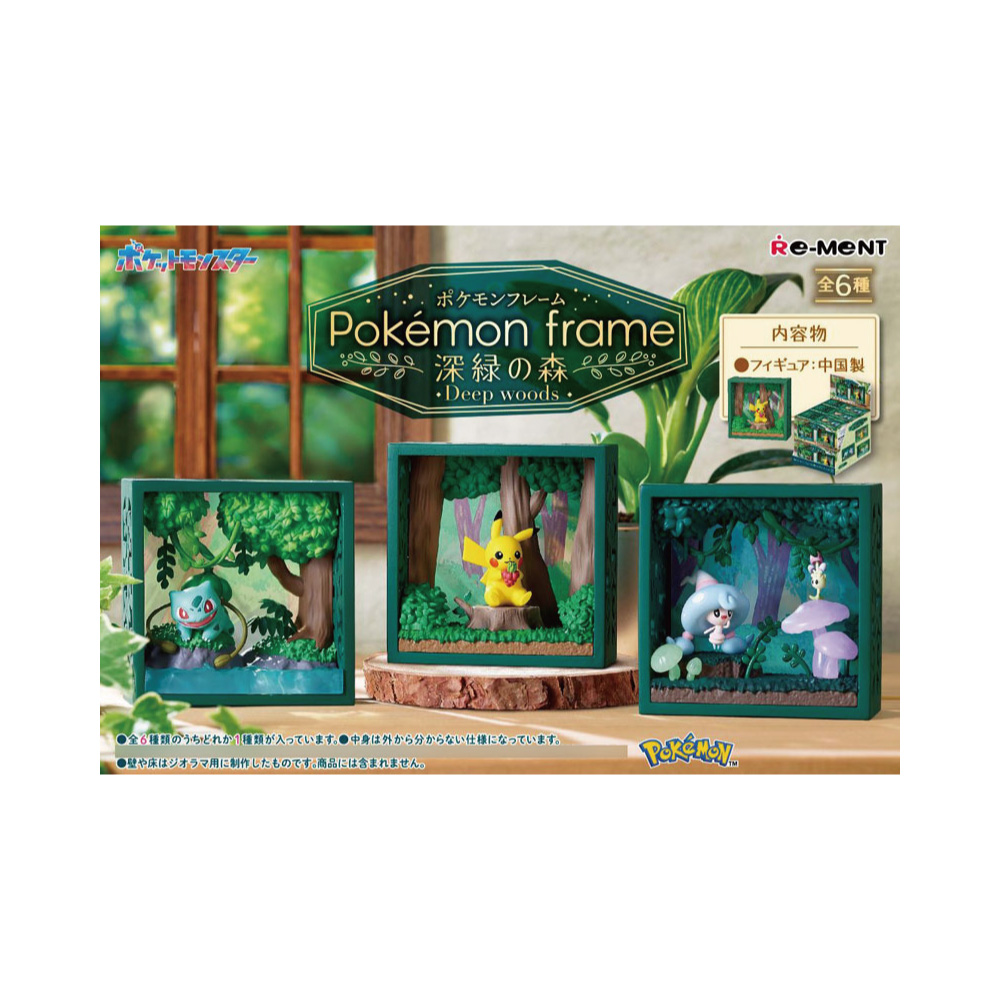 ポケットモンスター
Re-MeNT
全6種
ポケモンフレーム
Pokémon frame
深緑の森
・Deep woods・
内容物
●フィギュア:中国製
●全6種類のうちどれか1種類が入っています。●中身は外から分からない仕様になっています。
●壁や床はジオラマ用に制作したものです。商品には含まれません。
POKÉMON™